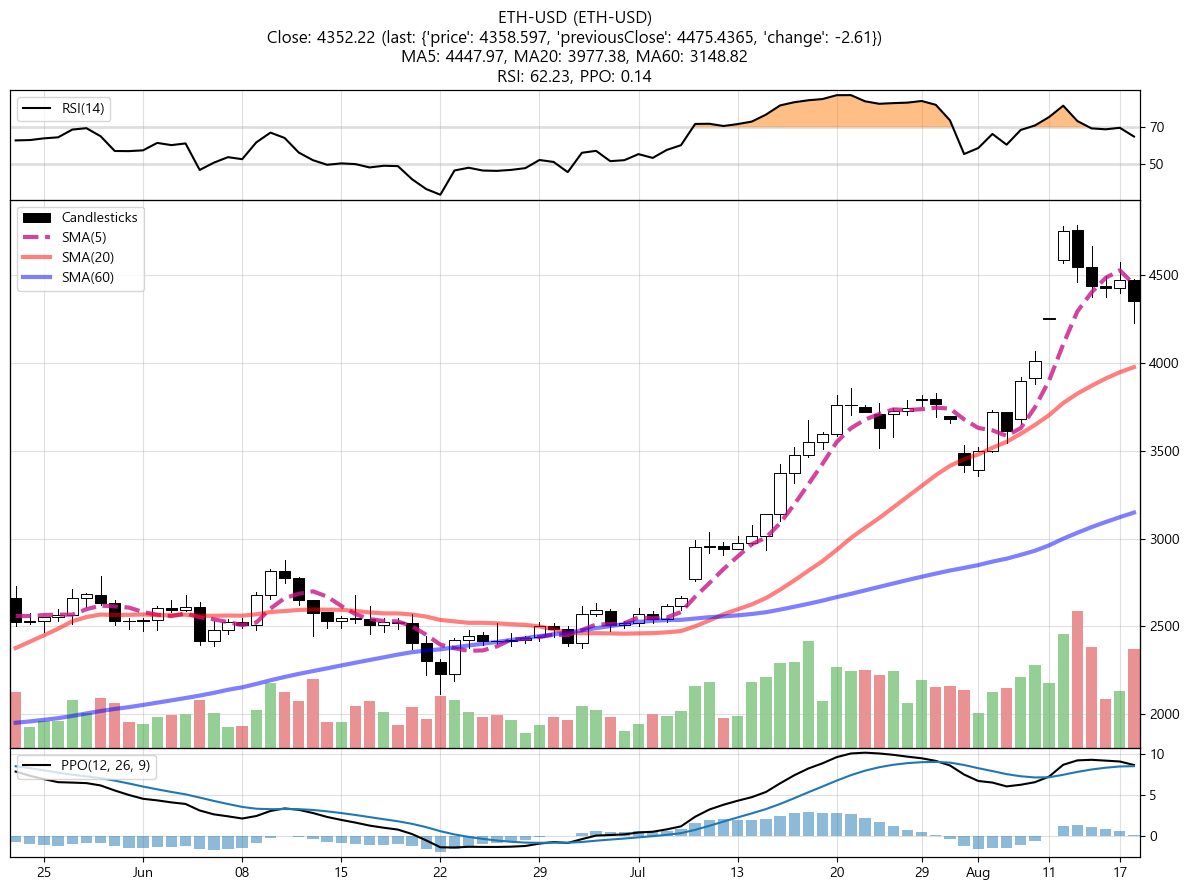 ETH-USD (ETH-USD)
Close: 4352.22 (last: {'price': 4358.597, 'previousClose': 4475.4365, 'change': -2.61})
MA5: 4447.97, MA20: 3977.38, MA60: 3148.82
RSI: 62.23, PPO: 0.14
RSI(14)
70
50
Candlesticks
SMA(5)
SMA(20)
SMA(60)
4500
4000
3500
3000
2500
2000
PPO(12, 26, 9)
10
5
0
25 Jun 08 15 22 29 Jul 13 20 29 Aug 11 17